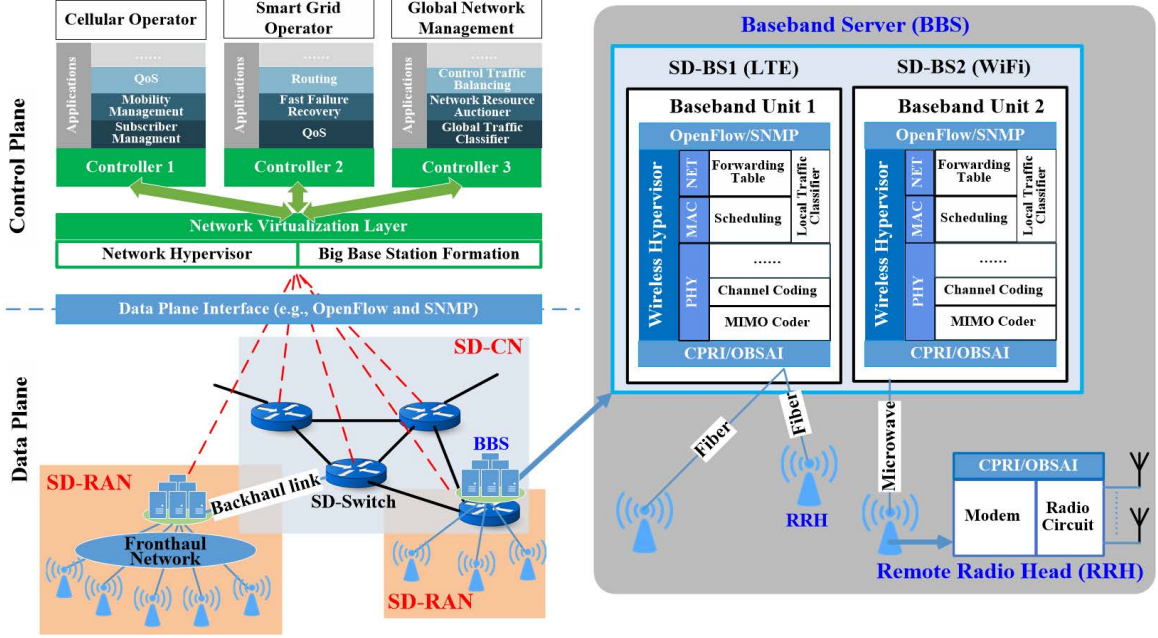 Control Plane
Data Plane
Cellular Operator
Applications
......
QoS
Mobility
Management
Subscriber
Managment
Controller 1
Smart Grid
Operator
Applications
......
Routing
Fast Failure
Recovery
QoS
Controller 2
Global Network
Management
Applications
......
Control Traffic
Balancing
Network Resource
Auctioner
Global Traffic
Classifier
Controller 3
Network Virtualization Layer
Network Hypervisor
Big Base Station Formation
Data Plane Interface (e.g., OpenFlow and SNMP)
SD-CN
BBS
SD-RAN
Backhaul link
SD-Switch
Fronthaul
Network
SD-RAN
Baseband Server (BBS)
SD-BS1 (LTE)
Baseband Unit 1
OpenFlow/SNMP
Wireless Hypervisor
NET
Forwarding
Table
Local Traffic
Classifier
MAC
Scheduling
PHY
......
Channel Coding
MIMO Coder
CPRI/OBSAI
SD-BS2 (WiFi)
Baseband Unit 2
OpenFlow/SNMP
Wireless Hypervisor
NET
Forwarding
Table
Local Traffic
Classifier
MAC
Scheduling
PHY
......
Channel Coding
MIMO Coder
CPRI/OBSAI
Fiber
Fiber
Microwave
RRH
CPRI/OBSAI
Modem
Radio
Circuit
Remote Radio Head (RRH)